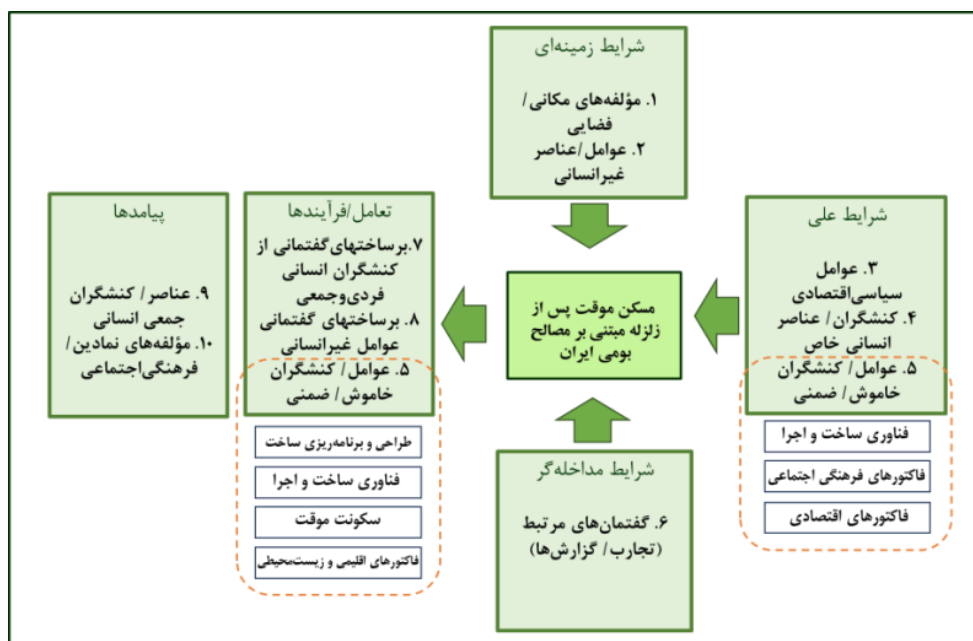 شرایط زمینه‌ای
۱. مؤلفه‌های مکانی/
فضایی
۲. عوامل/عناصر
غیرانسانی
شرایط علی
۳. عوامل
سیاسی‌اقتصادی
۴. کنشگران/ عناصر
انسانی خاص
۵. عوامل/ کنشگران
خاموش/ ضمنی
فناوری ساخت و اجرا
فاکتورهای فرهنگی اجتماعی
فاکتورهای اقتصادی
مسکن موقت پس از
زلزله مبتنی بر مصالح
بومی ایران
شرایط مداخله‌گر
۶. گفتمان‌های مرتبط
(تجارب/ گزارش‌ها)
تعامل/فرآیندها
۷.برساختهای‌گفتمانی از
کنشگران انسانی
فردی‌وجمعی
۸. برساختهای گفتمانی
عوامل غیرانسانی
۵. عوامل/ کنشگران
خاموش/ ضمنی
طراحی و برنامه‌ریزی ساخت
فناوری ساخت و اجرا
سکونت موقت
فاکتورهای اقلیمی و زیست‌محیطی
پیامدها
۹. عناصر/ کنشگران
جمعی انسانی
۱۰. مؤلفه‌های نمادین/
فرهنگی‌اجتماعی